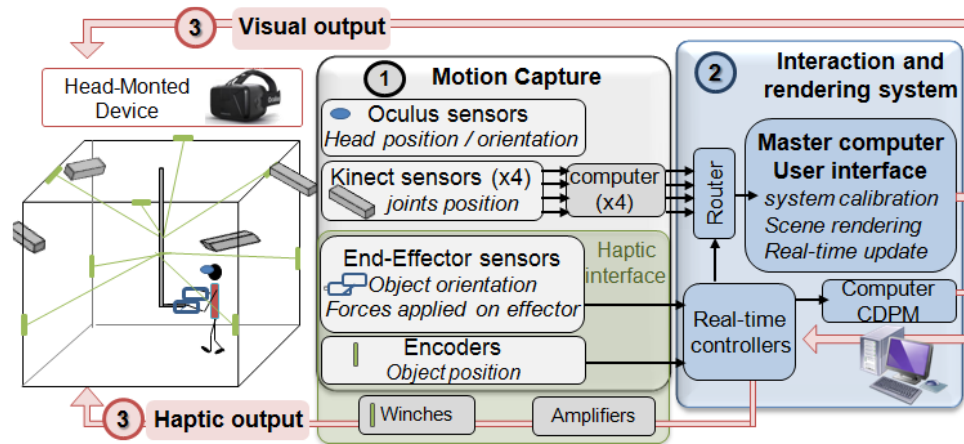 3 Visual output
Head-Monted
Device
1 Motion Capture
Oculus sensors
Head position / orientation
Kinect sensors (x4)
joints position
computer
(x4)
Haptic
interface
End-Effector sensors
Object orientation
Forces applied on effector
Encoders
Object position
2 Interaction and
rendering system
Router
Master computer
User interface
system calibration
Scene rendering
Real-time update
Real-time
controllers
Computer
CDPM
3 Haptic output
Winches
Amplifiers